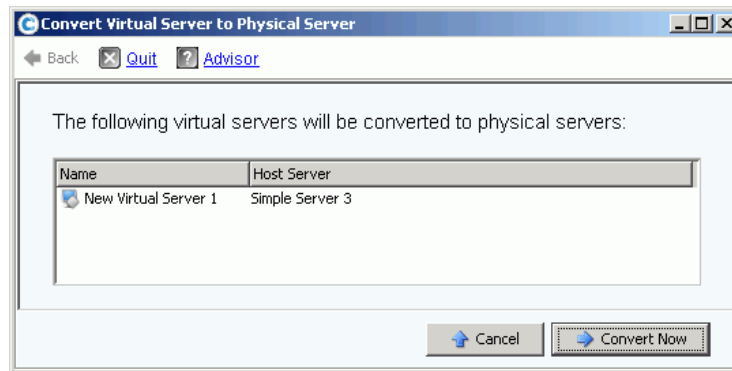 Convert Virtual Server to Physical Server
Back Quit Advisor
The following virtual servers will be converted to physical servers:
Name Host Server
New Virtual Server 1 Simple Server 3
Cancel Convert Now